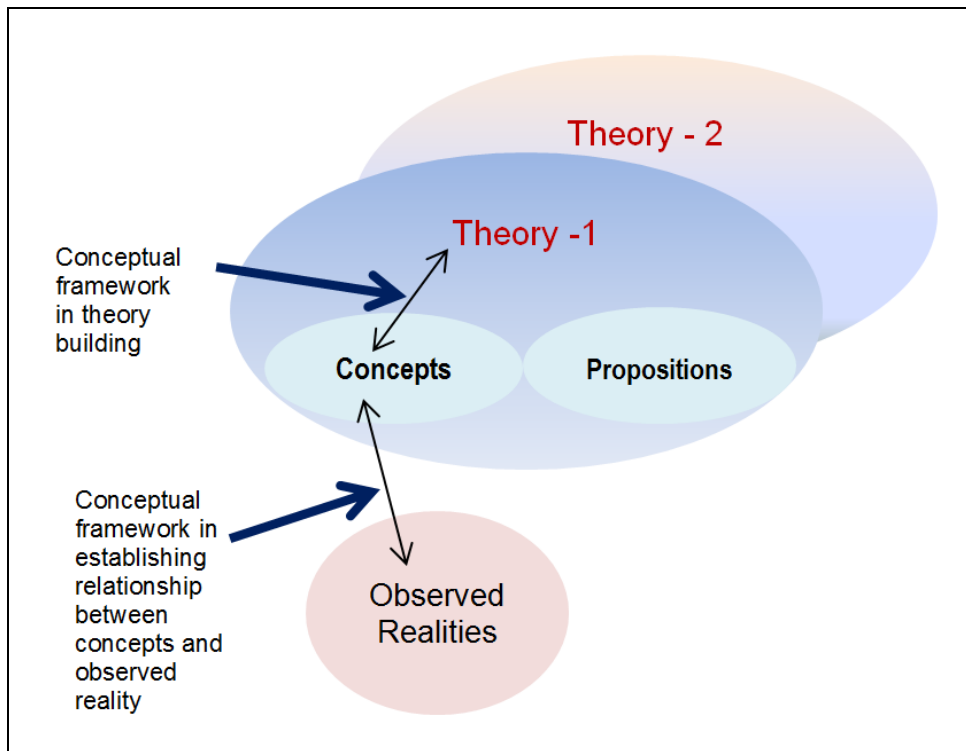 Theory - 2
Theory -1
Conceptual
framework
in theory
building
Concepts
Propositions
Conceptual
framework in
establishing
relationship
between
concepts and
observed
reality
Observed
Realities